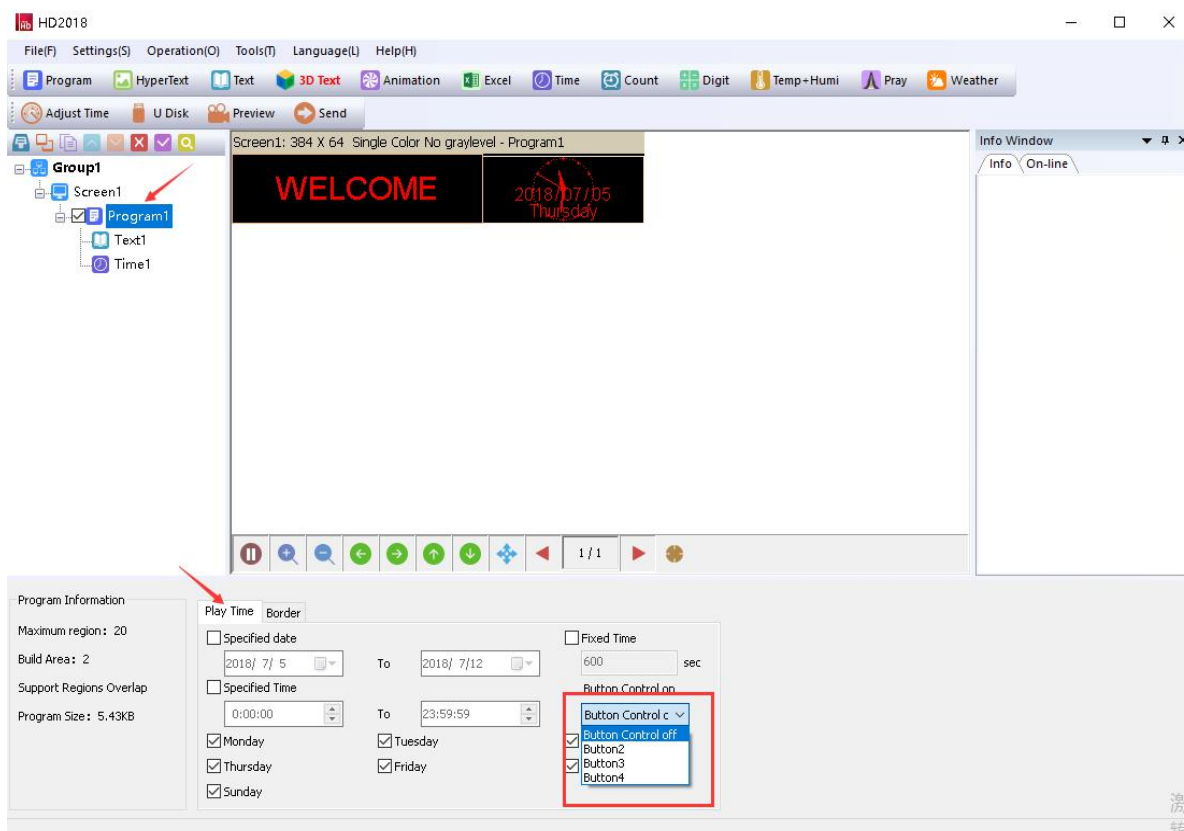 HD2018
File(F) Settings(S) Operation(O) Tools(T) Language(L) Help(H)
Program HyperText Text 3D Text Animation Excel Time Count Digit Temp+Humi Pray Weather
Adjust Time U Disk Preview Send
Group1
Screen1
Program1
Text1
Time1
Screen1: 384 X 64 Single Color No graylevel - Program1
WELCOME
2018/07/05
Thursday
Info Window
Info On-line
1/1
Program Information
Maximum region: 20
Build Area: 2
Support Regions Overlap
Program Size: 5.43KB
Play Time Border
Specified date Fixed Time
2018/ 7/ 5 To 2018/ 7/12 600 sec
Specified Time Button Control on
0:00:00 To 23:59:59 Button Control c
Monday Tuesday
Thursday Friday
Sunday
Button Control off
Button2
Button3
Button4